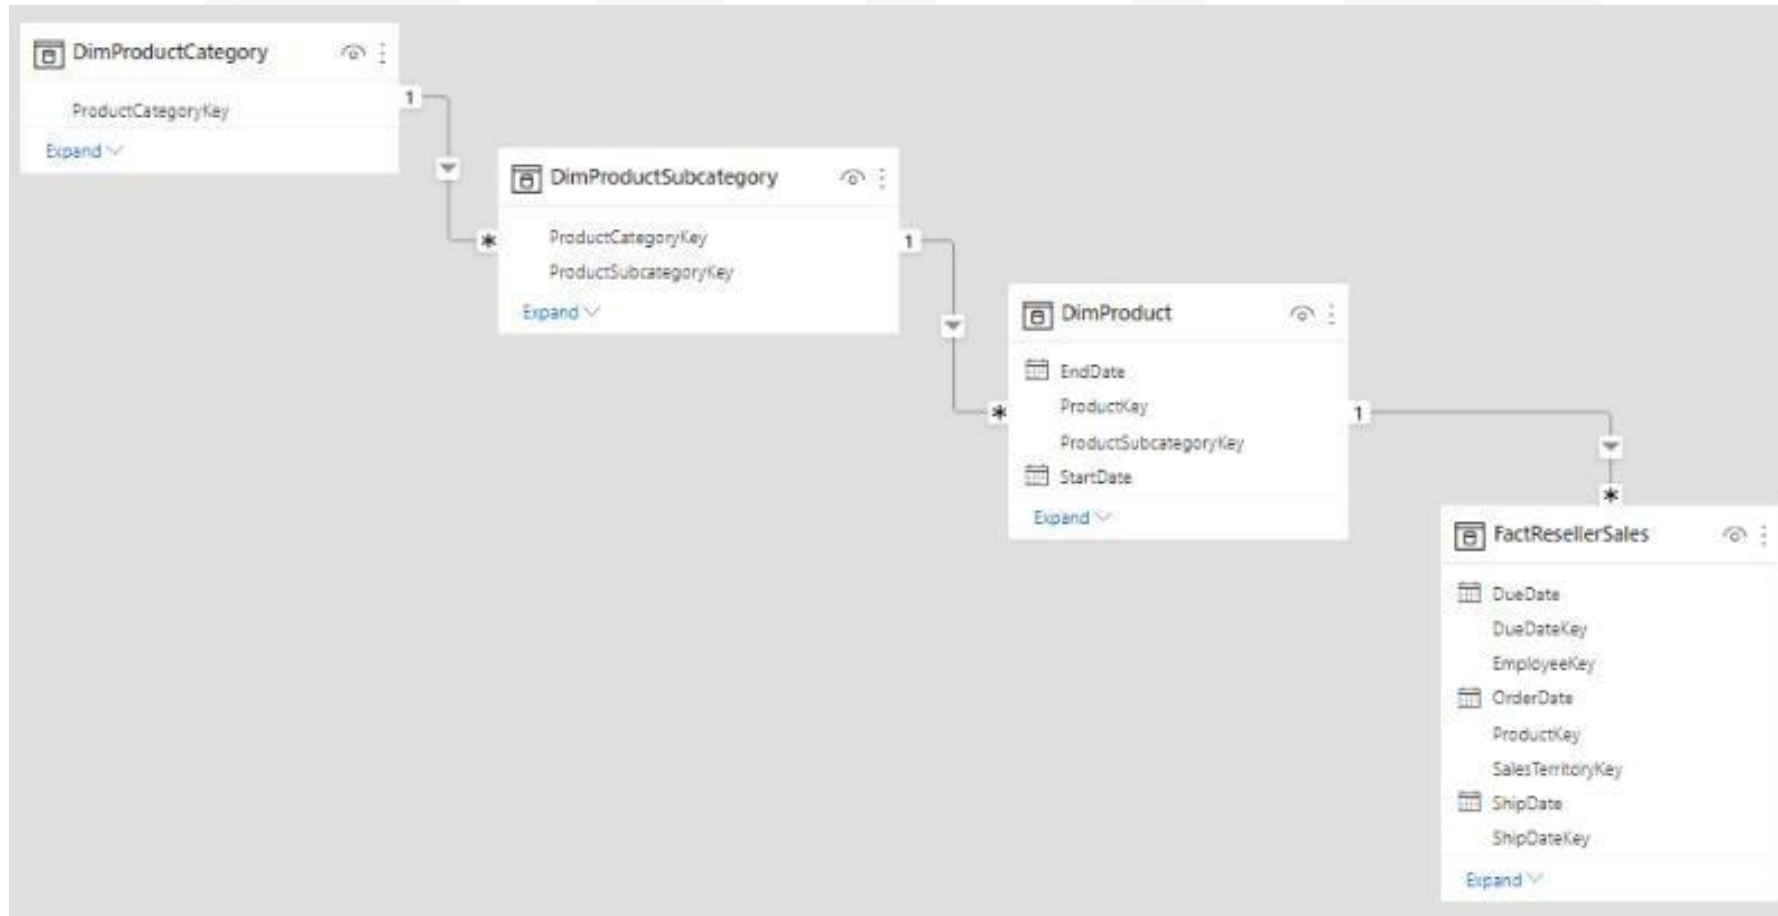 DimProductCategory
ProductCategoryKey
Expand
1
*
DimProductSubcategory
ProductCategoryKey
ProductSubcategoryKey
Expand
1
*
DimProduct
EndDate
ProductKey
ProductSubcategoryKey
StartDate
Expand
1
*
FactResellerSales
DueDate
DueDateKey
EmployeeKey
OrderDate
ProductKey
SalesTerritoryKey
ShipDate
ShipDateKey
Expand